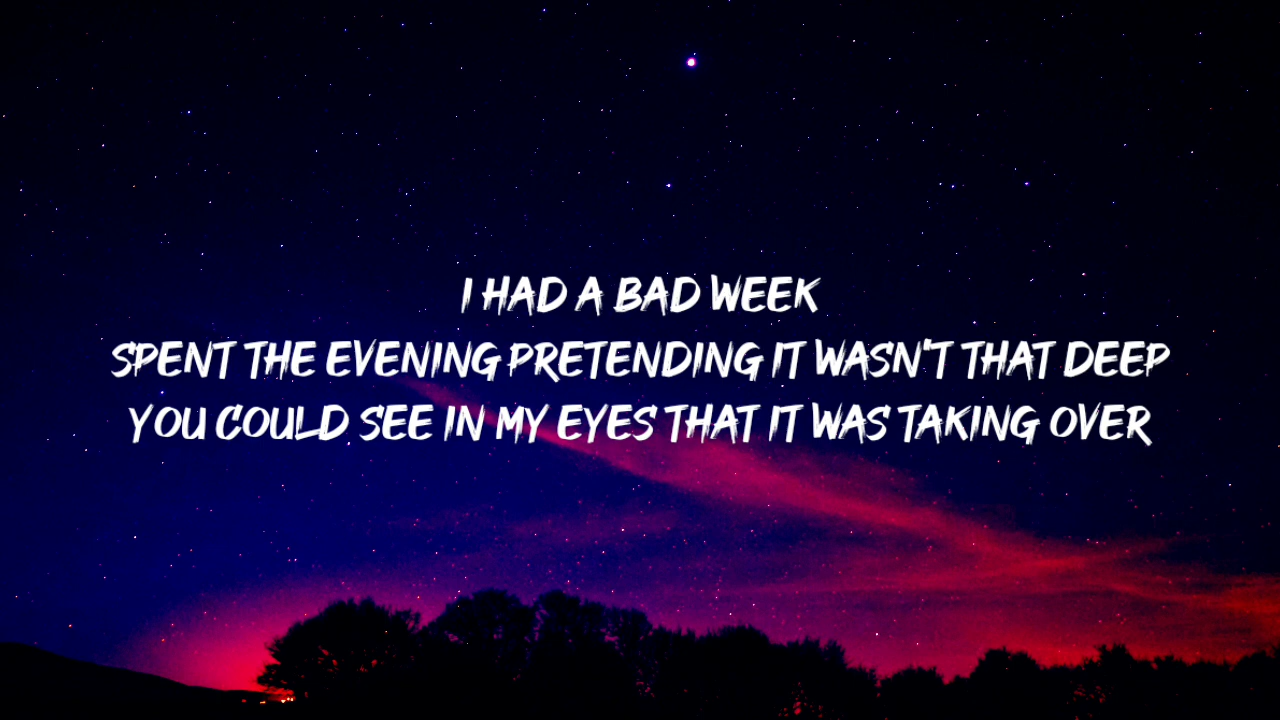 I HAD A BAD WEEK
SPENT THE EVENING PRETENDING IT WASN'T THAT DEEP
YOU COULD SEE IN MY EYES THAT IT WAS TAKING OVER